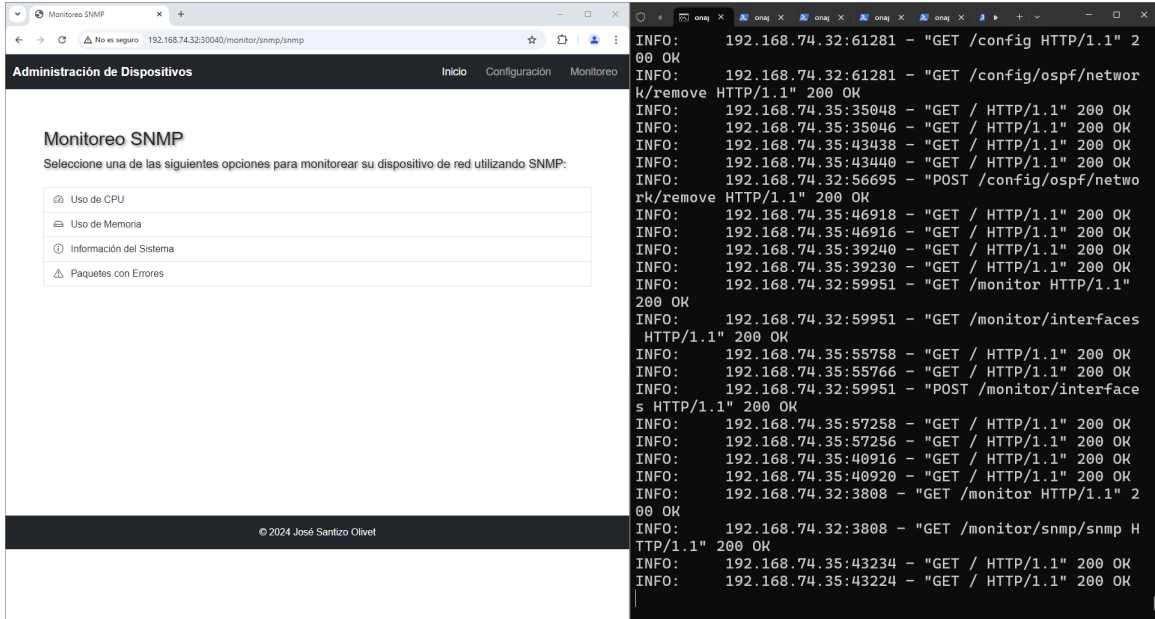 Monitoreo SNMP
No es seguro 192.168.74.32:30040/monitor/snmp/snmp
Administración de Dispositivos Inicio Configuración Monitoreo
Monitoreo SNMP
Seleccione una de las siguientes opciones para monitorear su dispositivo de red utilizando SNMP:
Uso de CPU
Uso de Memoria
Información del Sistema
Paquetes con Errores
© 2024 José Santizo Olivet
onaj onaj onaj onaj onaj
INFO: 192.168.74.32:61281 – "GET /config HTTP/1.1" 2
00 OK
INFO: 192.168.74.32:61281 – "GET /config/ospf/networ
k/remove HTTP/1.1" 200 OK
INFO: 192.168.74.35:35048 – "GET / HTTP/1.1" 200 OK
INFO: 192.168.74.35:35046 – "GET / HTTP/1.1" 200 OK
INFO: 192.168.74.35:43438 – "GET / HTTP/1.1" 200 OK
INFO: 192.168.74.35:43440 – "GET / HTTP/1.1" 200 OK
INFO: 192.168.74.32:56695 – "POST /config/ospf/netwo
rk/remove HTTP/1.1" 200 OK
INFO: 192.168.74.35:46918 – "GET / HTTP/1.1" 200 OK
INFO: 192.168.74.35:46916 – "GET / HTTP/1.1" 200 OK
INFO: 192.168.74.35:39240 – "GET / HTTP/1.1" 200 OK
INFO: 192.168.74.35:39230 – "GET / HTTP/1.1" 200 OK
INFO: 192.168.74.32:59951 – "GET /monitor HTTP/1.1"
200 OK
INFO: 192.168.74.32:59951 – "GET /monitor/interfaces
HTTP/1.1" 200 OK
INFO: 192.168.74.35:55758 – "GET / HTTP/1.1" 200 OK
INFO: 192.168.74.35:55766 – "GET / HTTP/1.1" 200 OK
INFO: 192.168.74.32:59951 – "POST /monitor/interface
s HTTP/1.1" 200 OK
INFO: 192.168.74.35:57258 – "GET / HTTP/1.1" 200 OK
INFO: 192.168.74.35:57256 – "GET / HTTP/1.1" 200 OK
INFO: 192.168.74.35:40916 – "GET / HTTP/1.1" 200 OK
INFO: 192.168.74.35:40920 – "GET / HTTP/1.1" 200 OK
INFO: 192.168.74.32:3808 – "GET /monitor HTTP/1.1" 2
00 OK
INFO: 192.168.74.32:3808 – "GET /monitor/snmp/snmp H
TTP/1.1" 200 OK
INFO: 192.168.74.35:43234 – "GET / HTTP/1.1" 200 OK
INFO: 192.168.74.35:43224 – "GET / HTTP/1.1" 200 OK